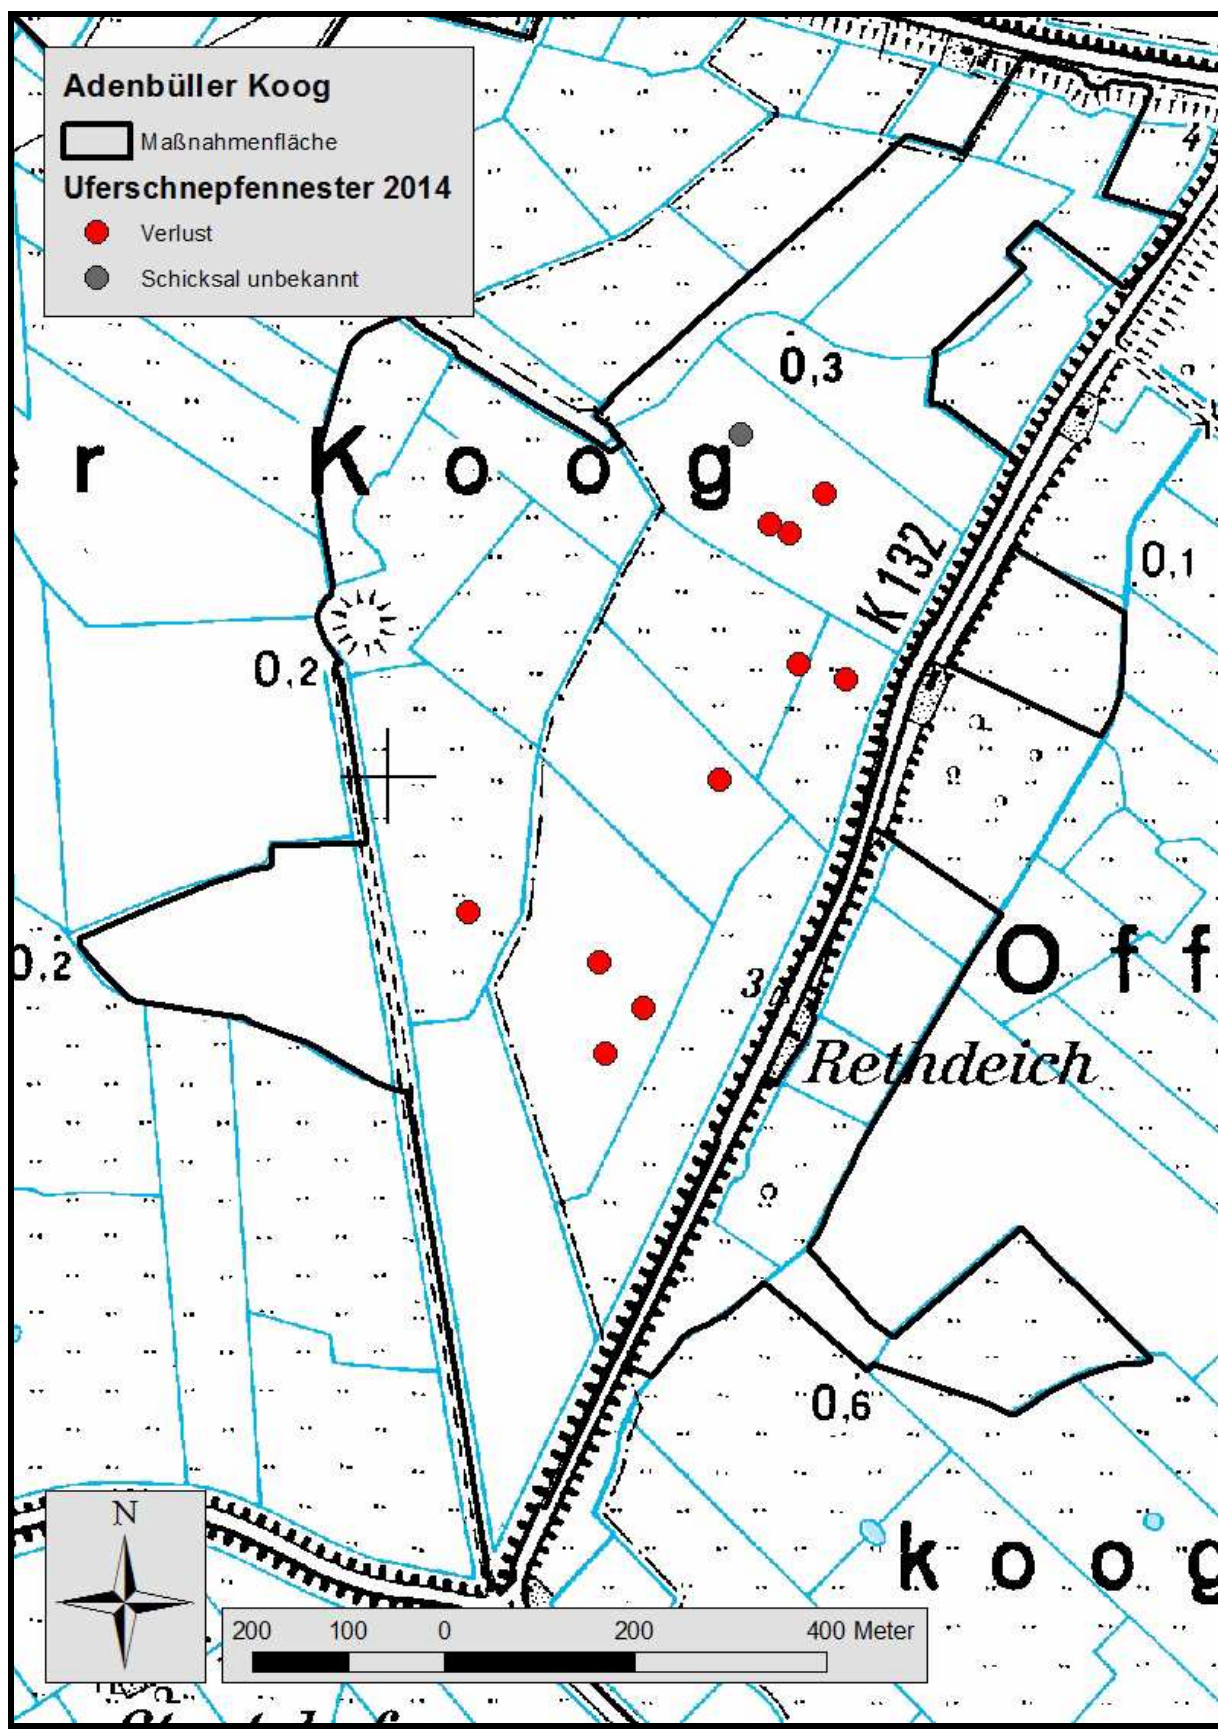 Adenbüller Koog
Maßnahmenfläche
Uferschnepfennester 2014
Verlust
Schicksal unbekannt
4
0,3
r Koog
K 132
0,1
0,2
0,2
Off
3
Rethdeich
0,6
koog
N
200 100 0 200 400 Meter